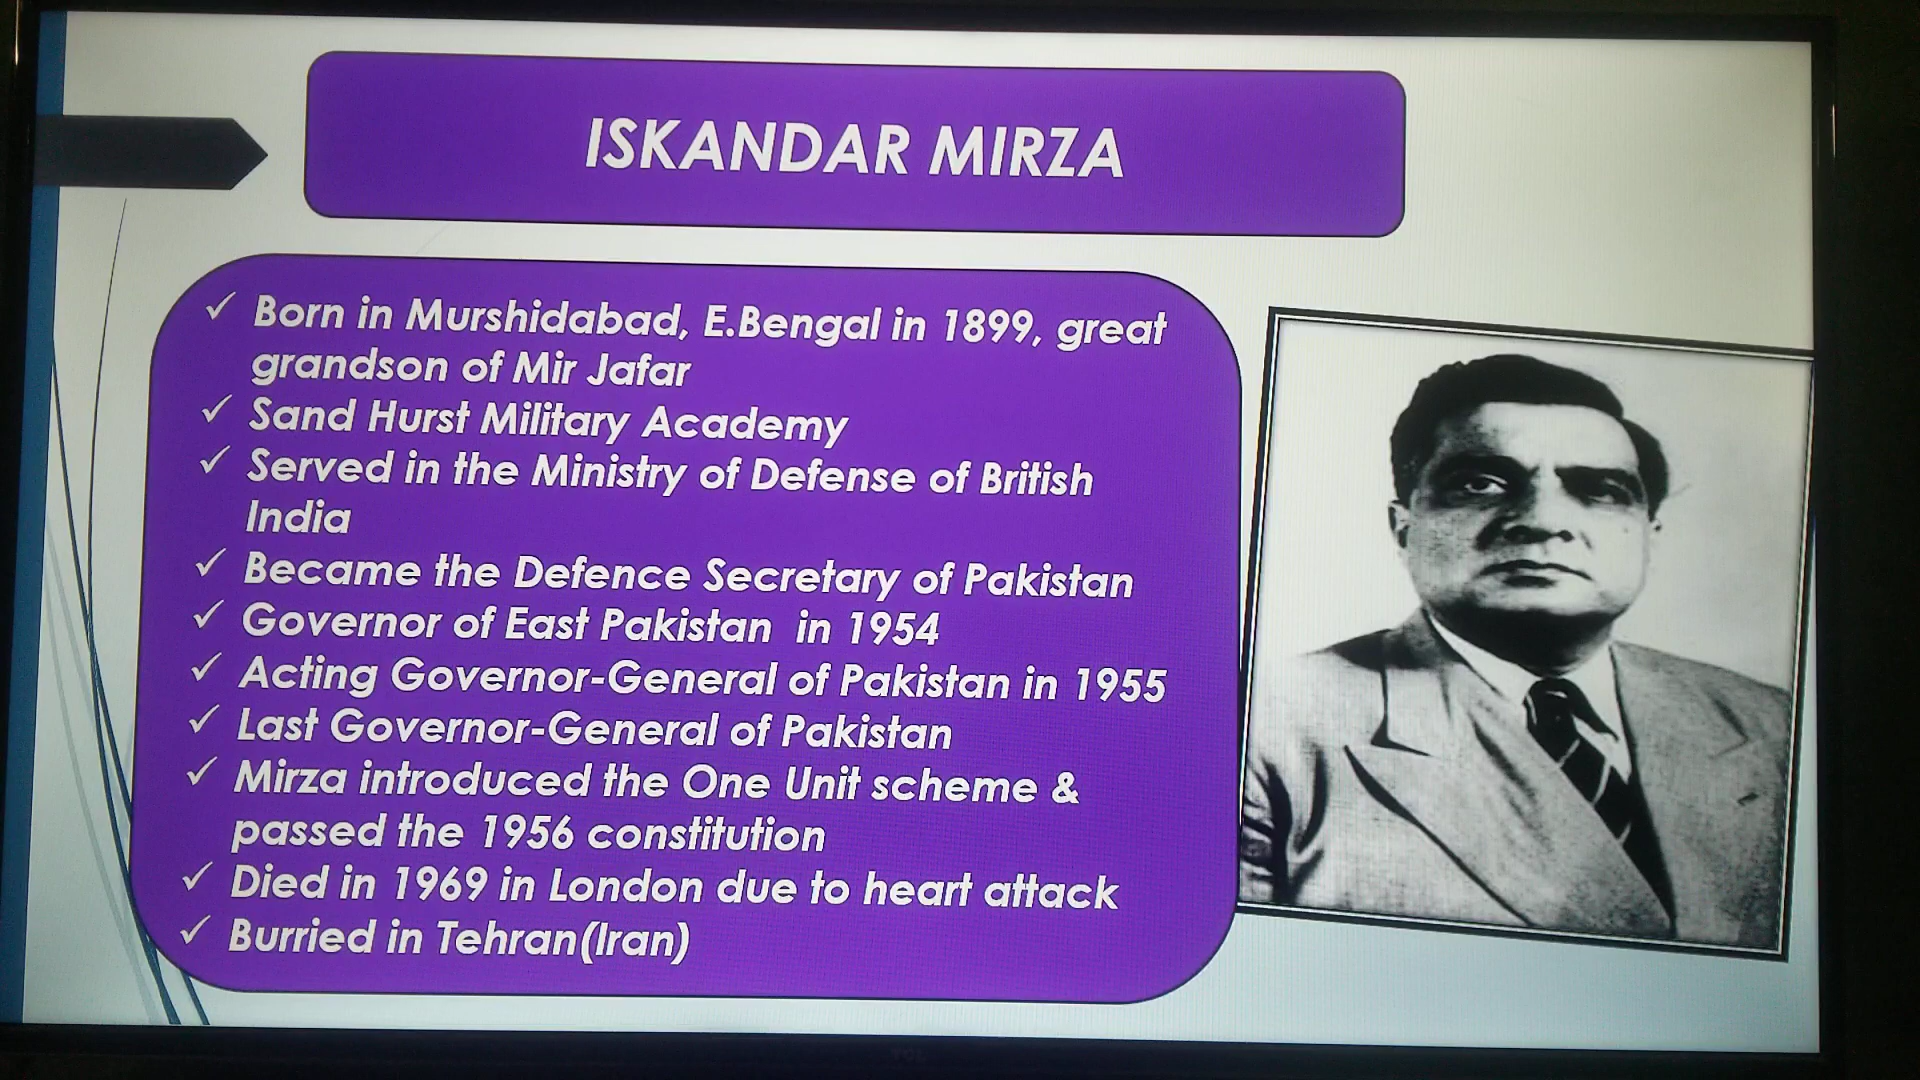 ISKANDAR MIRZA
✓ Born in Murshidabad, E.Bengal in 1899, great
grandson of Mir Jafar
✓ Sand Hurst Military Academy
✓ Served in the Ministry of Defense of British
India
✓ Became the Defence Secretary of Pakistan
✓ Governor of East Pakistan in 1954
✓ Acting Governor-General of Pakistan in 1955
✓ Last Governor-General of Pakistan
✓ Mirza introduced the One Unit scheme &
passed the 1956 constitution
✓ Died in 1969 in London due to heart attack
✓ Burried in Tehran(Iran)